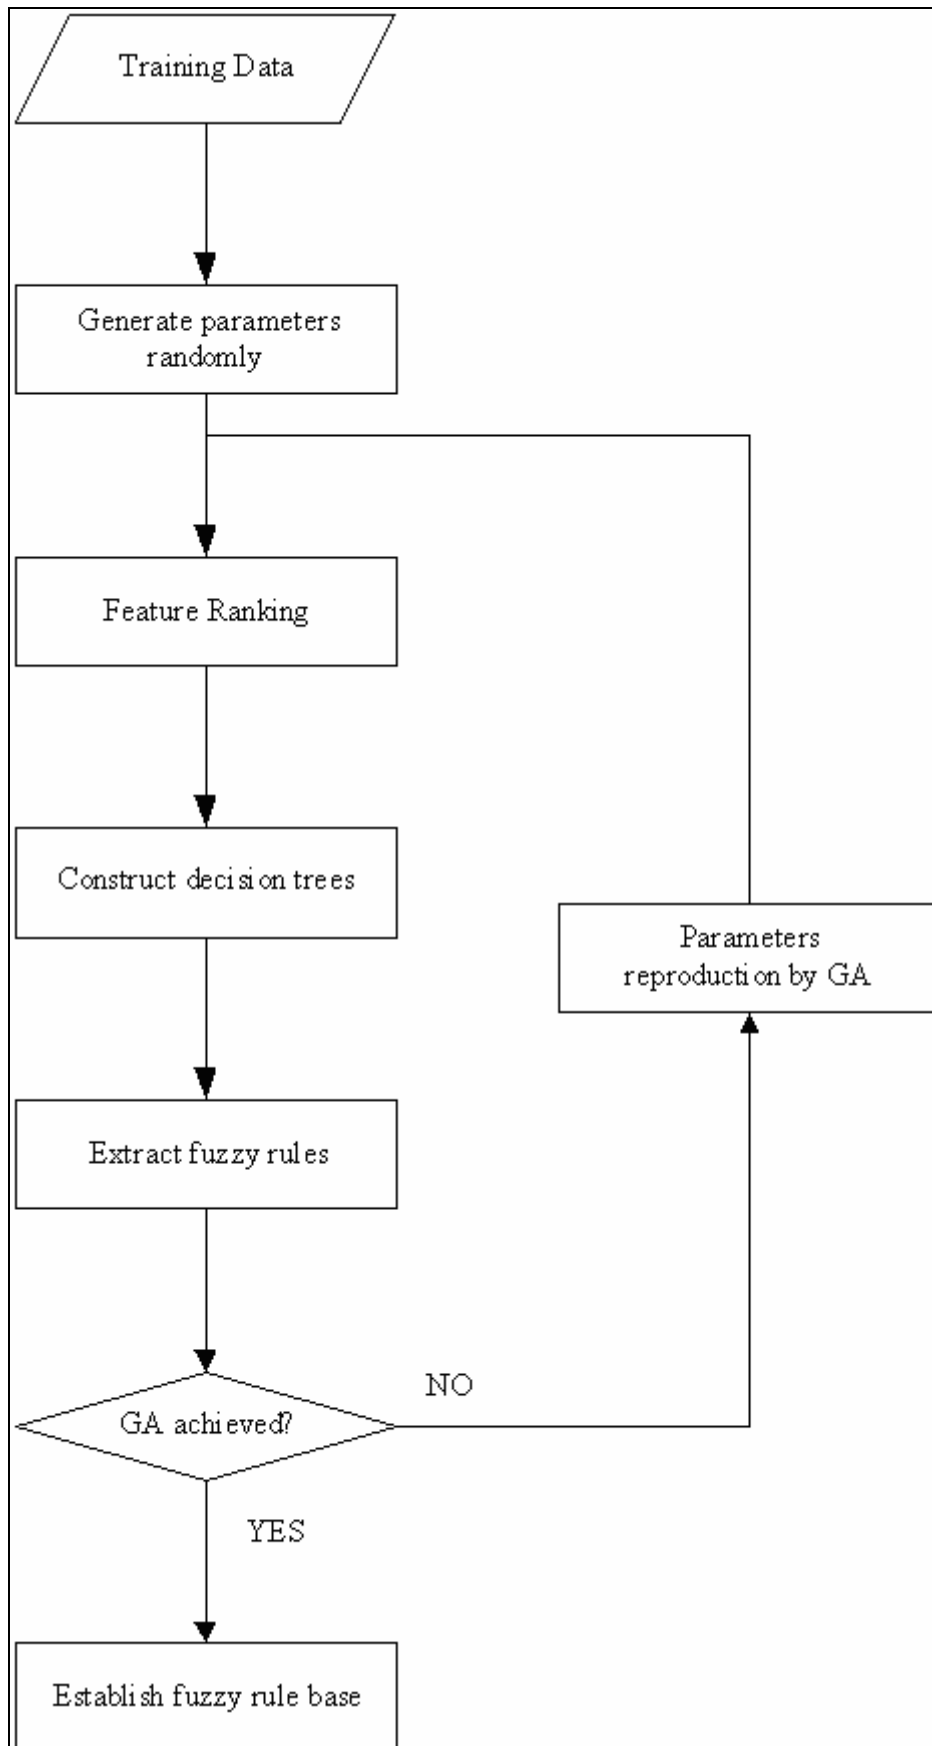 Training Data
Generate parameters
randomly
Feature Ranking
Construct decision trees
Parameters
reproduction by GA
Extract fuzzy rules
NO
GA achieved?
YES
Establish fuzzy rule base